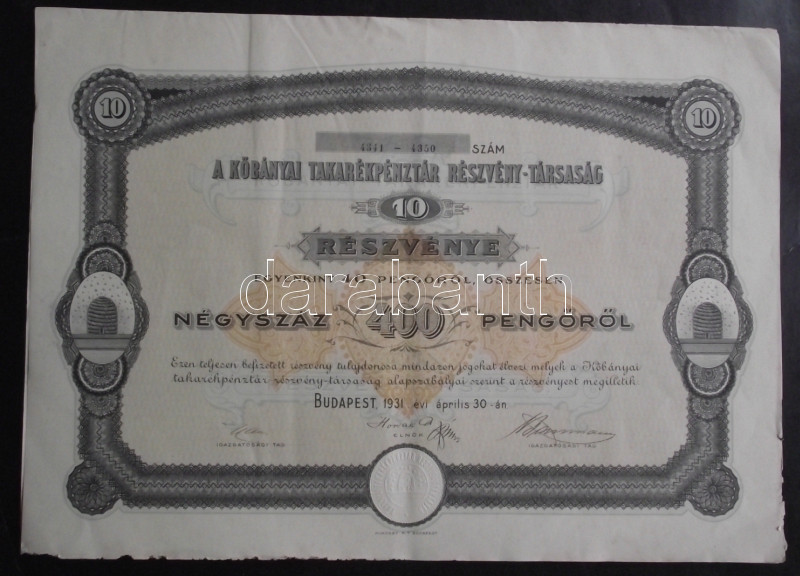 10
10
4341 - 4350 SZÁM
A KŐBÁNYAI TAKARÉKPÉNZTÁR RÉSZVÉNY-TÁRSASÁG
10
RÉSZVÉNYE
EGYENKINT 40 PENGŐRŐL, ÖSSZESEN
darabanth
NÉGYSZÁZ 400 PENGŐRŐL
Ezen teljesen befizetett részvény tulajdonosa mindazon jogokat élvezi melyek a Kőbányai
takarékpénztár részvény-társaság alapszabályai szerint a részvényest megilletik
BUDAPEST, 1931. évi április 30-án
IGAZGATÓSÁGI TAG ELNÖK IGAZGATÓSÁGI TAG